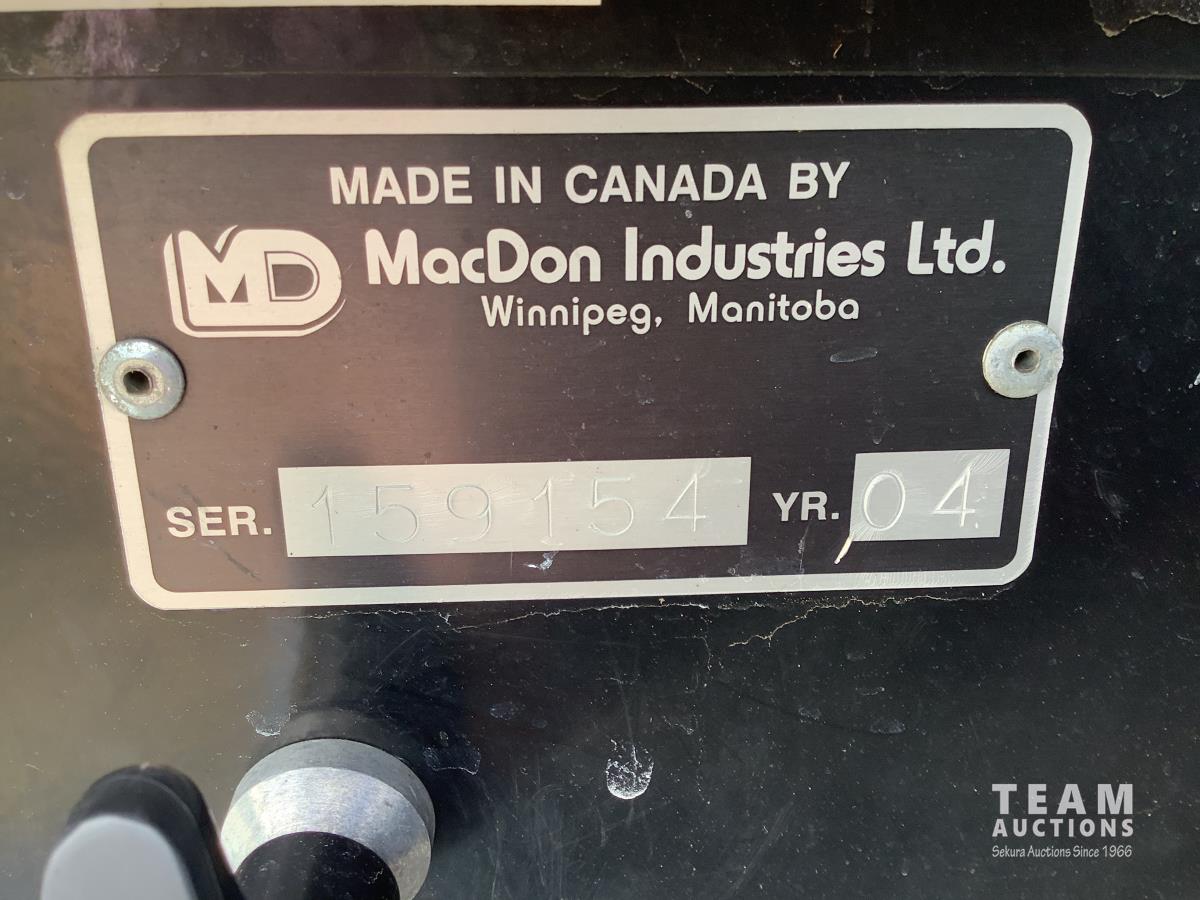 MADE IN CANADA BY
MD
MacDon Industries Ltd.
Winnipeg, Manitoba
SER. 159154 YR. 04
TEAM
AUCTIONS
Sekura Auctions Since 1966